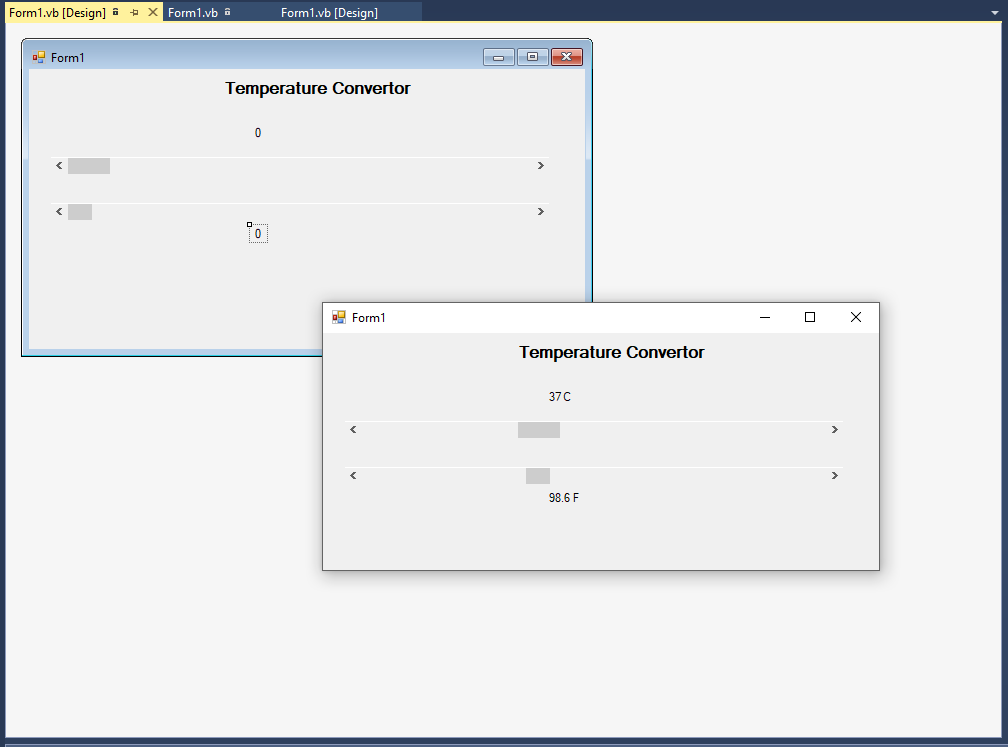 Form1.vb [Design] Form1.vb Form1.vb [Design]
Form1
Temperature Convertor
0
0
Form1
Temperature Convertor
37 C
98.6 F